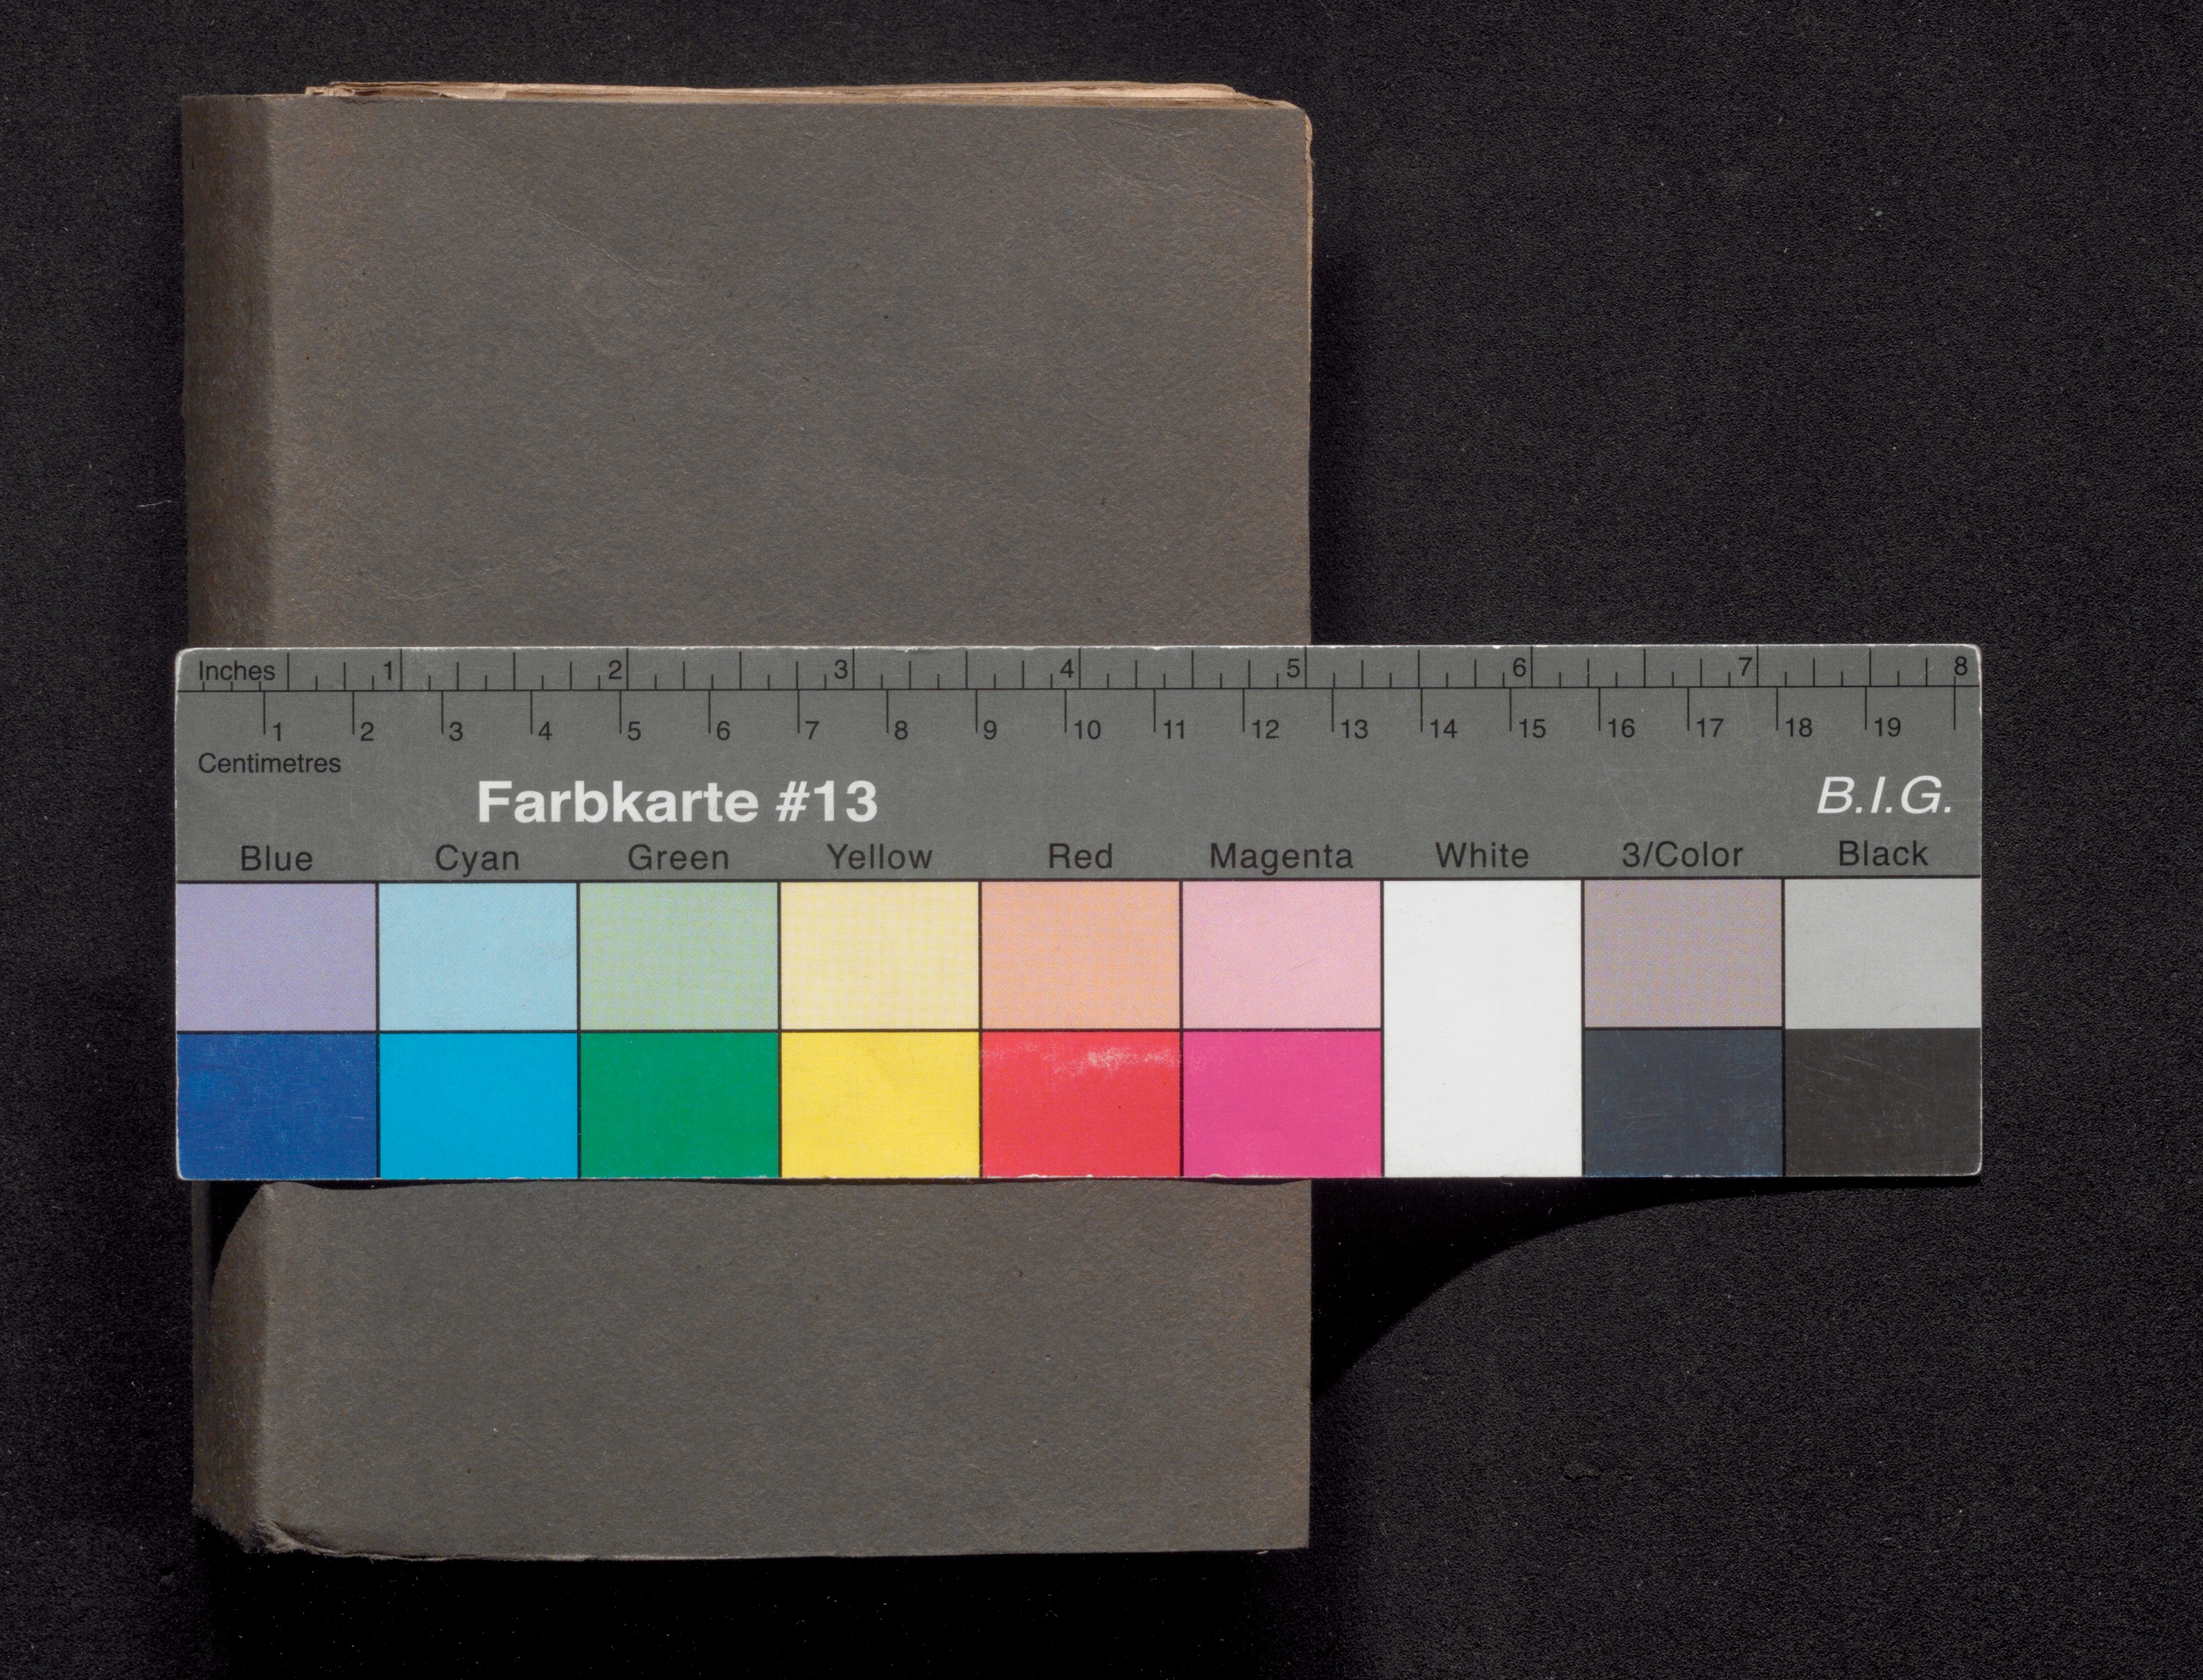 Inches 1 2 3 4 5 6 7 8
1 2 3 4 5 6 7 8 9 10 11 12 13 14 15 16 17 18 19
Centimetres
Farbkarte #13 B.I.G.
Blue Cyan Green Yellow Red Magenta White 3/Color Black